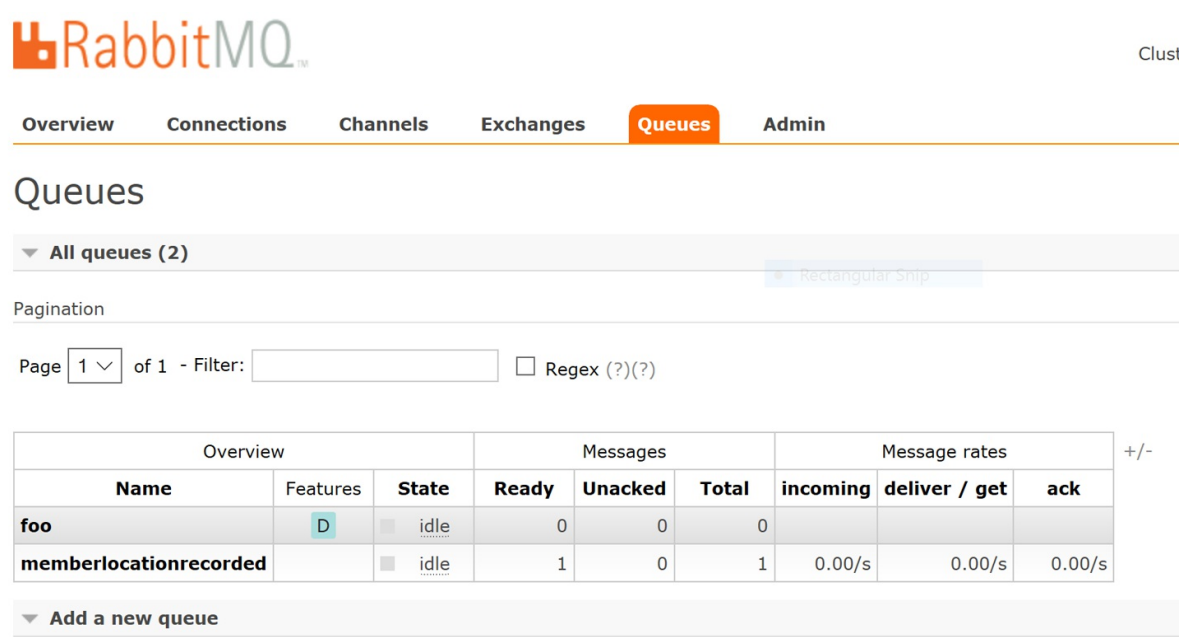 RabbitMQ™
Clust
Overview Connections Channels Exchanges Queues Admin
Queues
All queues (2)
Rectangular Snip
Pagination
Page 1 of 1 - Filter: Regex (?)(?)
Overview Messages Message rates +/-
Name Features State Ready Unacked Total incoming deliver / get ack
foo D idle 0 0 0
memberlocationrecorded idle 1 0 1 0.00/s 0.00/s 0.00/s
Add a new queue